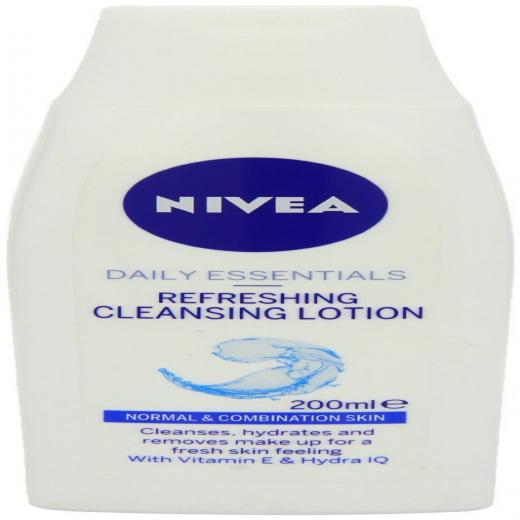 NIVEA
DAILY ESSENTIALS
REFRESHING
CLEANSING LOTION
200ml ℮
NORMAL & COMBINATION SKIN
Cleanses, hydrates and
removes make up for a
fresh skin feeling
With Vitamin E & Hydra IQ